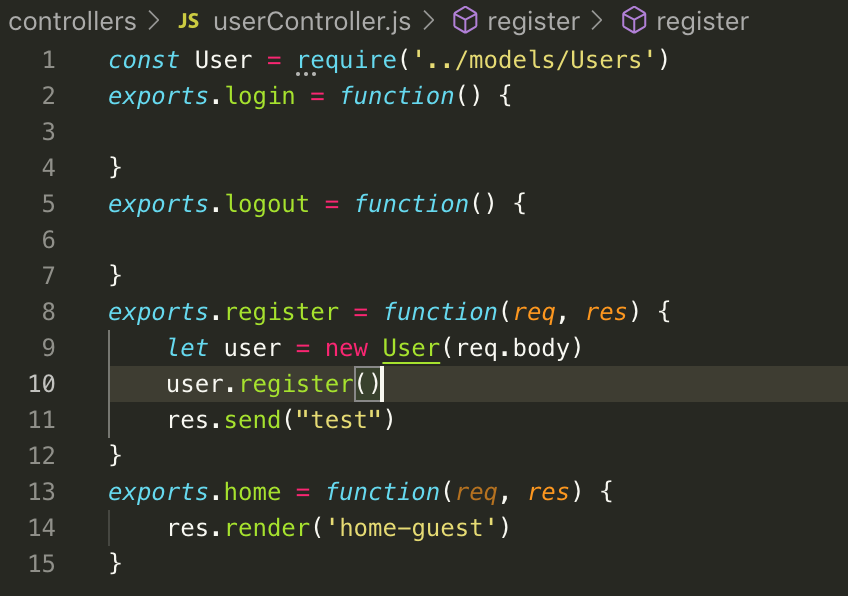 controllers > JS userController.js > register > register
1 const User = require('../models/Users')
2 exports.login = function() {
3
4 }
5 exports.logout = function() {
6
7 }
8 exports.register = function(req, res) {
9 let user = new User(req.body)
10 user.register()
11 res.send("test")
12 }
13 exports.home = function(req, res) {
14 res.render('home-guest')
15 }